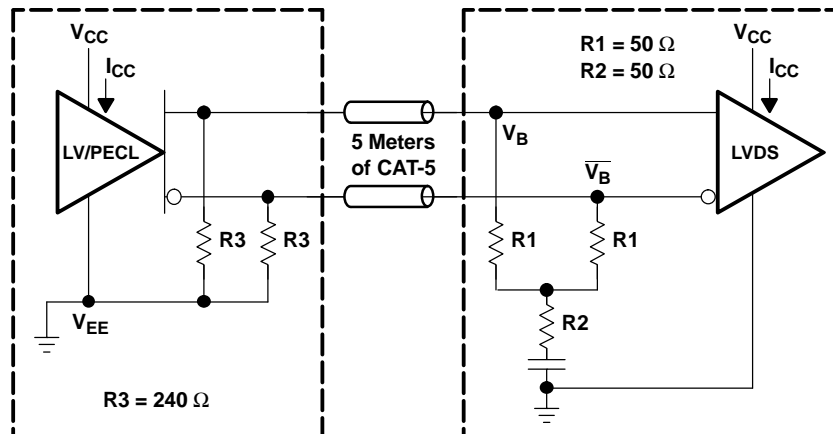 VCC
ICC
LV/PECL
R3
R3
VEE
R3 = 240 Ω
5 Meters
of CAT-5
R1 = 50 Ω
R2 = 50 Ω
VCC
ICC
VB
V̅B̅
LVDS
R1
R1
R2